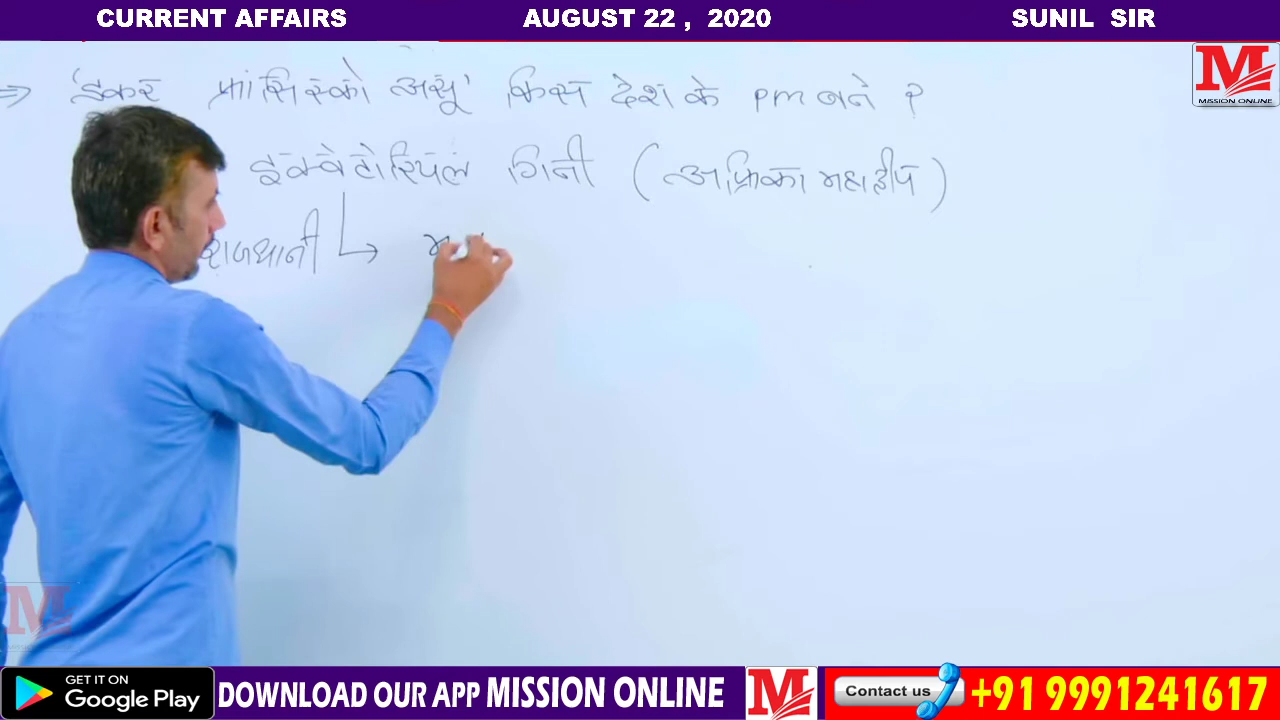 CURRENT AFFAIRS AUGUST 22 , 2020 SUNIL SIR
MISSION ONLINE
⇒ 'इकर फ्रांसिस्को असू' किस देश के PM बने ?
इक्वेटोरियल गिनी ( अफ्रिका महाद्वीप )
राजधानी ↳ म
GET IT ON
Google Play
DOWNLOAD OUR APP MISSION ONLINE
Contact us
+91 9991241617